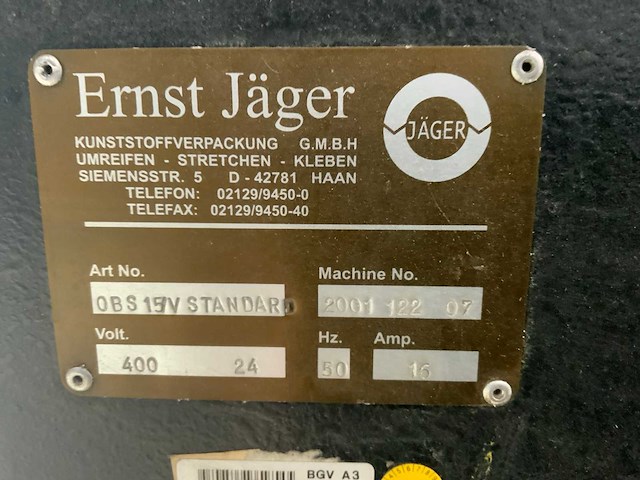 Ernst Jäger
JÄGER
KUNSTSTOFFVERPACKUNG G.M.B.H
UMREIFEN - STRETCHEN - KLEBEN
SIEMENSSTR. 5 D - 42781 HAAN
TELEFON: 02129/9450-0
TELEFAX: 02129/9450-40
Art No. Machine No.
OBS 15/V STANDARD 2001 122 07
Volt. Hz. Amp.
400 24 50 16
BGV A3